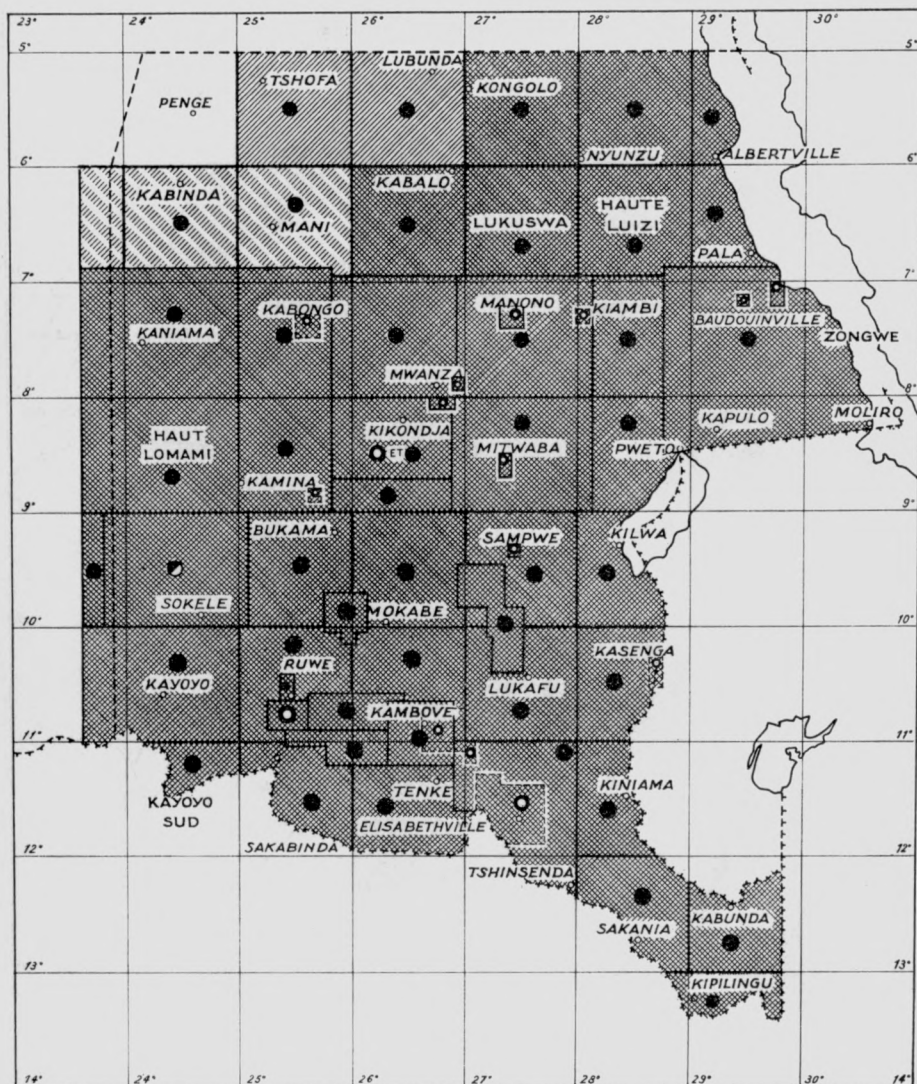 23° 24° 25° 26° 27° 28° 29° 30°
5° 5°
LUBUNDA
TSHOFA KONGOLO
PENGE
NYUNZU ALBERTVILLE
6° 6°
KABINDA KABALO HAUTE
MANI LUKUSWA LUIZI
PALA
7° 7°
KABONGO MANONO KIAMBI
KANIAMA BAUDOUINVILLE
ZONGWE
MWANZA
8° 8°
KIKONDJA KAPULO MOLIRO
HAUT MITWABA PWETO
LOMAMI ET
KAMINA
9° 9°
BUKAMA SAMPWE KILWA
SOKELE MOKABE
10° 10°
RUWE KASENGA
KAYOYO LUKAFU
KAMBOVE
11° 11°
TENKE KINIAMA
KAYOYO
SUD ELISABETHVILLE
SAKABINDA
12° 12°
TSHINSENDA
KABUNDA
SAKANIA
13° 13°
KIPILINGU
14° 24° 25° 26° 27° 28° 29° 30° 14°